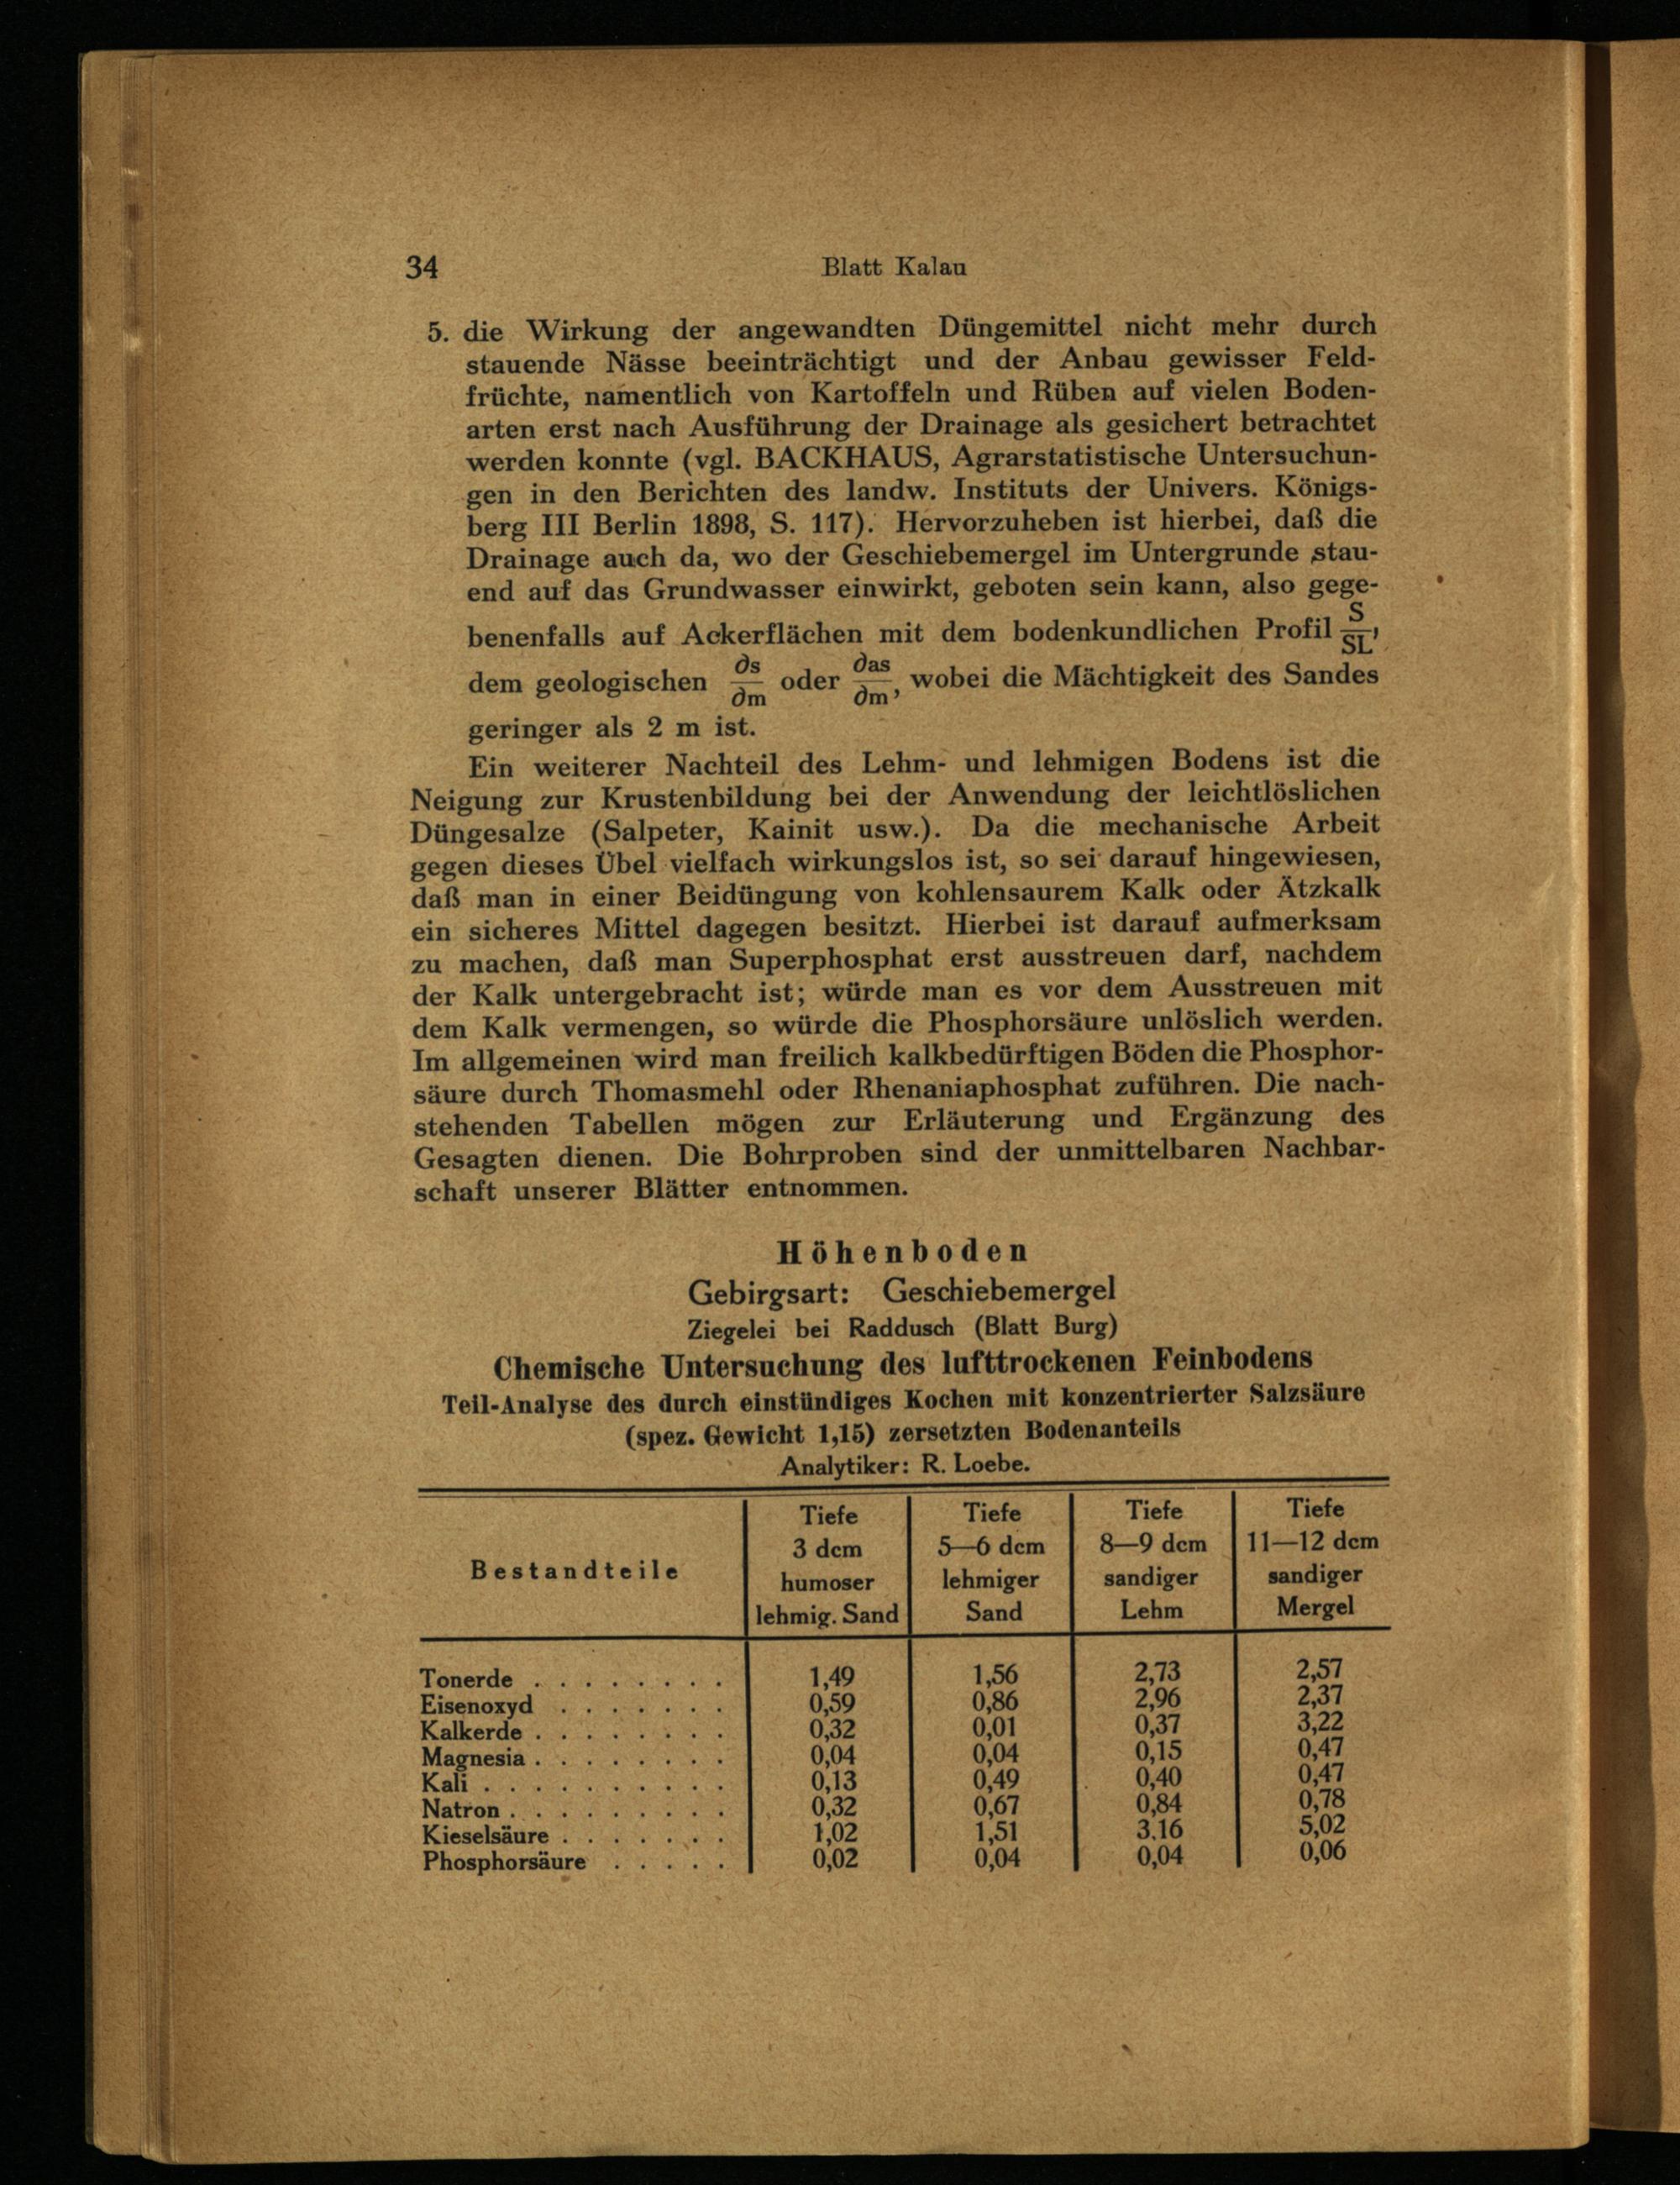 34 Blatt Kalau
5. die Wirkung der angewandten Düngemittel nicht mehr durch
stauende Nässe beeinträchtigt und der Anbau gewisser Feld-
früchte, namentlich von Kartoffeln und Rüben auf vielen Boden-
arten erst nach Ausführung der Drainage als gesichert betrachtet
werden konnte (vgl. BACKHAUS, Agrarstatistische Untersuchun-
gen in den Berichten des landw. Instituts der Univers. Königs-
berg III Berlin 1898, S. 117). Hervorzuheben ist hierbei, daß die
Drainage auch da, wo der Geschiebemergel im Untergrunde stau-
end auf das Grundwasser einwirkt, geboten sein kann, also gege-
benenfalls auf Ackerflächen mit dem bodenkundlichen Profil S/SL,
dem geologischen ∂s/∂m oder ∂as/∂m, wobei die Mächtigkeit des Sandes
geringer als 2 m ist.
Ein weiterer Nachteil des Lehm- und lehmigen Bodens ist die
Neigung zur Krustenbildung bei der Anwendung der leichtlöslichen
Düngesalze (Salpeter, Kainit usw.). Da die mechanische Arbeit
gegen dieses Übel vielfach wirkungslos ist, so sei darauf hingewiesen,
daß man in einer Beidüngung von kohlensaurem Kalk oder Ätzkalk
ein sicheres Mittel dagegen besitzt. Hierbei ist darauf aufmerksam
zu machen, daß man Superphosphat erst ausstreuen darf, nachdem
der Kalk untergebracht ist; würde man es vor dem Ausstreuen mit
dem Kalk vermengen, so würde die Phosphorsäure unlöslich werden.
Im allgemeinen wird man freilich kalkbedürftigen Böden die Phosphor-
säure durch Thomasmehl oder Rhenaniaphosphat zuführen. Die nach-
stehenden Tabellen mögen zur Erläuterung und Ergänzung des
Gesagten dienen. Die Bohrproben sind der unmittelbaren Nachbar-
schaft unserer Blätter entnommen.
Höhenboden
Gebirgsart: Geschiebemergel
Ziegelei bei Raddusch (Blatt Burg)
Chemische Untersuchung des lufttrockenen Feinbodens
Teil-Analyse des durch einstündiges Kochen mit konzentrierter Salzsäure
(spez. Gewicht 1,15) zersetzten Bodenanteils
Analytiker: R. Loebe.
Tiefe Tiefe Tiefe Tiefe
3 dcm 5—6 dcm 8—9 dcm 11—12 dcm
Bestandteile
humoser lehmiger sandiger sandiger
lehmig. Sand Sand Lehm Mergel
Tonerde . . . . . . . . 1,49 1,56 2,73 2,57
Eisenoxyd . . . . . . . 0,59 0,86 2,96 2,37
Kalkerde . . . . . . . . 0,32 0,01 0,37 3,22
Magnesia . . . . . . . . 0,04 0,04 0,15 0,47
Kali . . . . . . . . . . 0,13 0,49 0,40 0,47
Natron . . . . . . . . . 0,32 0,67 0,84 0,78
Kieselsäure . . . . . . . 1,02 1,51 3.16 5,02
Phosphorsäure . . . . . 0,02 0,04 0,04 0,06